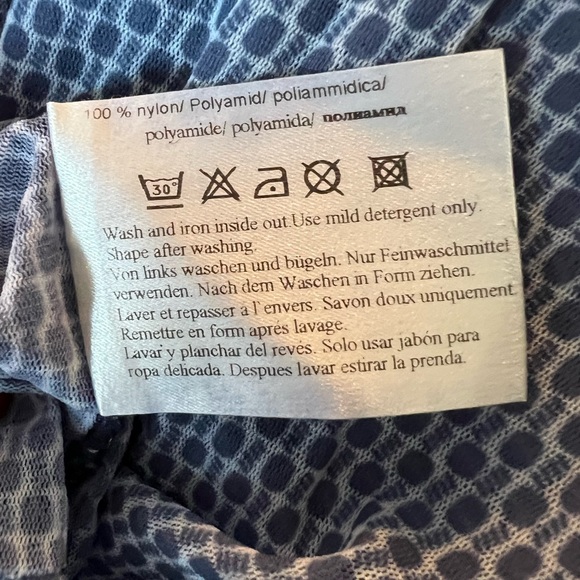 100 % nylon/ Polyamid/ poliammidica/
polyamide/ polyamida/ полиамид
30°
Wash and iron inside out.Use mild detergent only.
Shape after washing.
Von links waschen und bügeln. Nur Feinwaschmittel
verwenden. Nach dem Waschen in Form ziehen.
Laver et repasser a l' envers. Savon doux uniquement
Remettre en form aprés lavage.
Lavar y planchar del revés. Solo usar jabón para
ropa delicada. Despues lavar estirar la prenda.